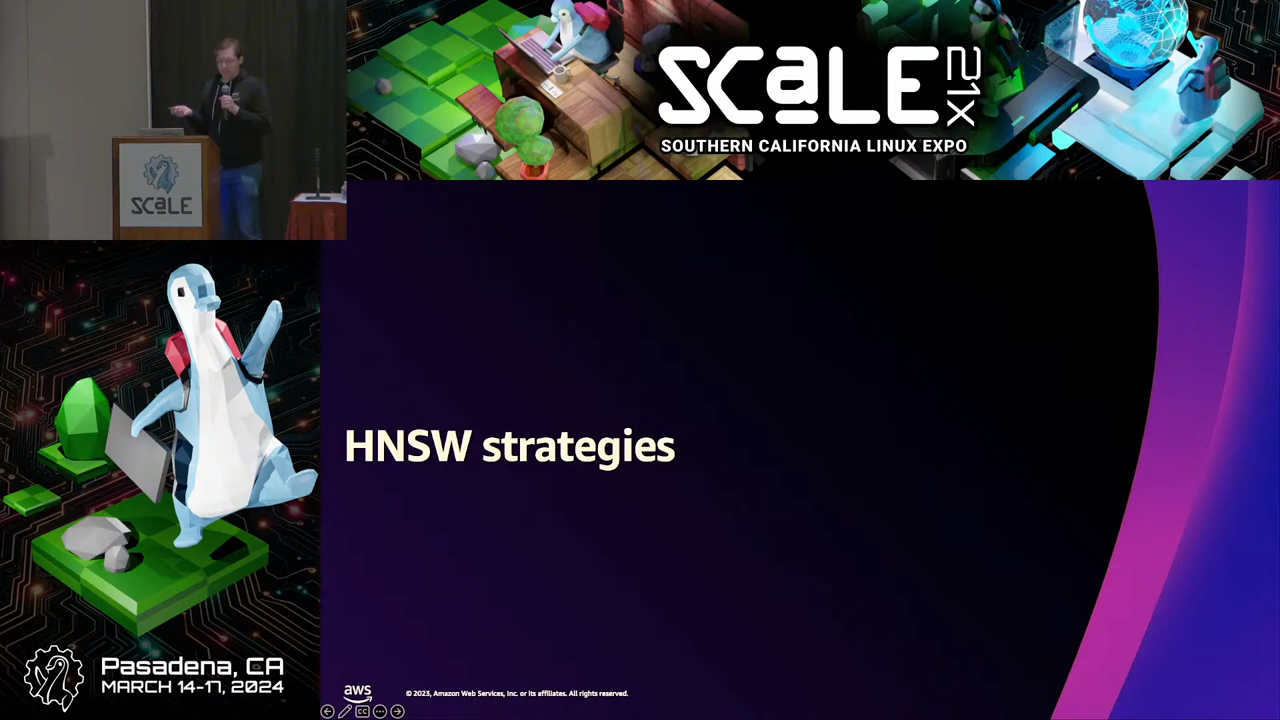 SCALE
21X
SOUTHERN CALIFORNIA LINUX EXPO
SCALE
HNSW strategies
Pasadena, CA
MARCH 14-17, 2024
aws
© 2023, Amazon Web Services, Inc. or its affiliates. All rights reserved.
CC